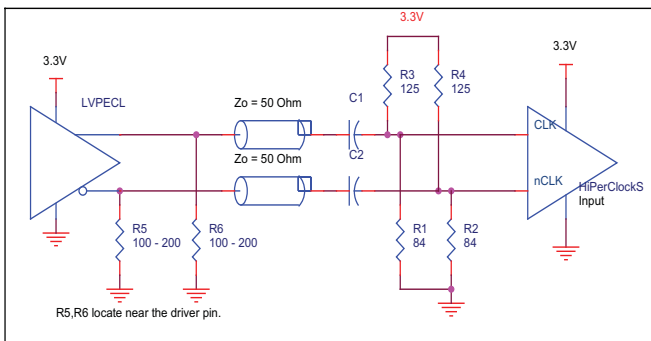 3.3V
3.3V
3.3V
LVPECL
R3
125
R4
125
Zo = 50 Ohm
C1
CLK
Zo = 50 Ohm
C2
nCLK
HiPerClockS
Input
R5
100 - 200
R6
100 - 200
R1
84
R2
84
R5,R6 locate near the driver pin.